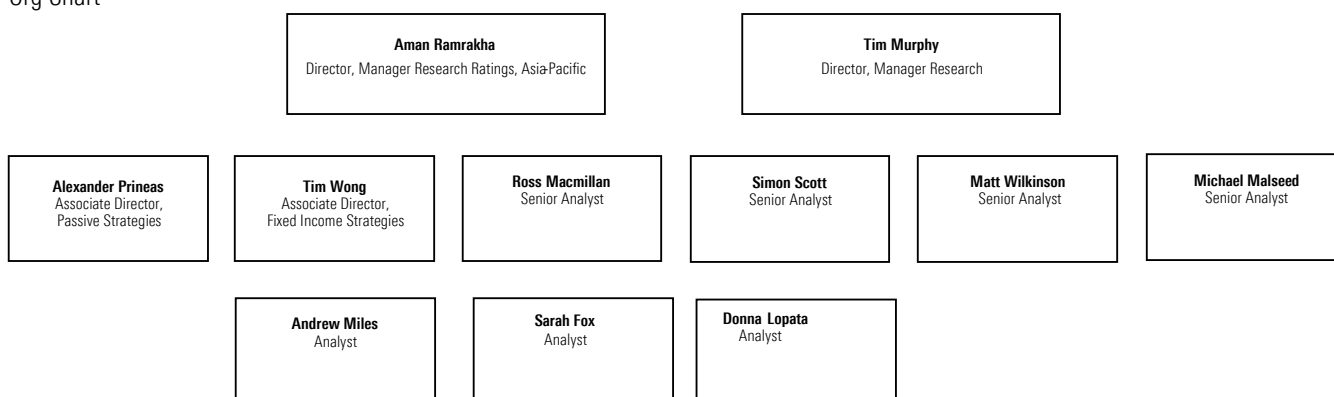 Org Chart
Aman Ramrakha
Director, Manager Research Ratings, Asia-Pacific
Tim Murphy
Director, Manager Research
Alexander Prineas
Associate Director,
Passive Strategies
Tim Wong
Associate Director,
Fixed Income Strategies
Ross Macmillan
Senior Analyst
Simon Scott
Senior Analyst
Matt Wilkinson
Senior Analyst
Michael Malseed
Senior Analyst
Andrew Miles
Analyst
Sarah Fox
Analyst
Donna Lopata
Analyst